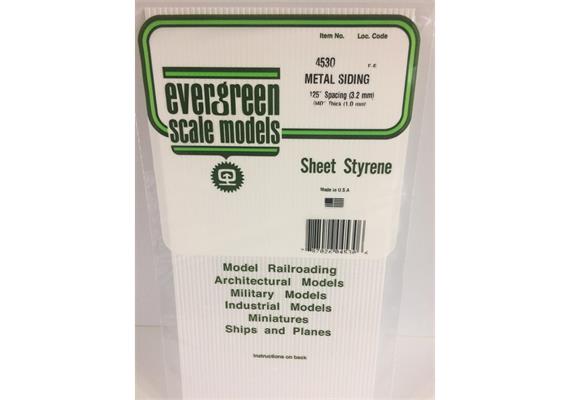 Item No. Loc. Code
4530
METAL SIDING
.125" Spacing (3.2 mm)
.040" Thick (1.0 mm)
evergreen
scale models
Sheet Styrene
Made in U.S.A
Model Railroading
Architectural Models
Military Models
Industrial Models
Miniatures
Ships and Planes
Instructions on back